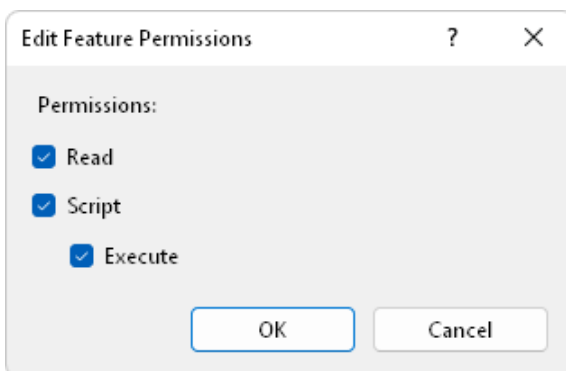 Edit Feature Permissions ? ×
Permissions:
Read
Script
Execute
OK Cancel